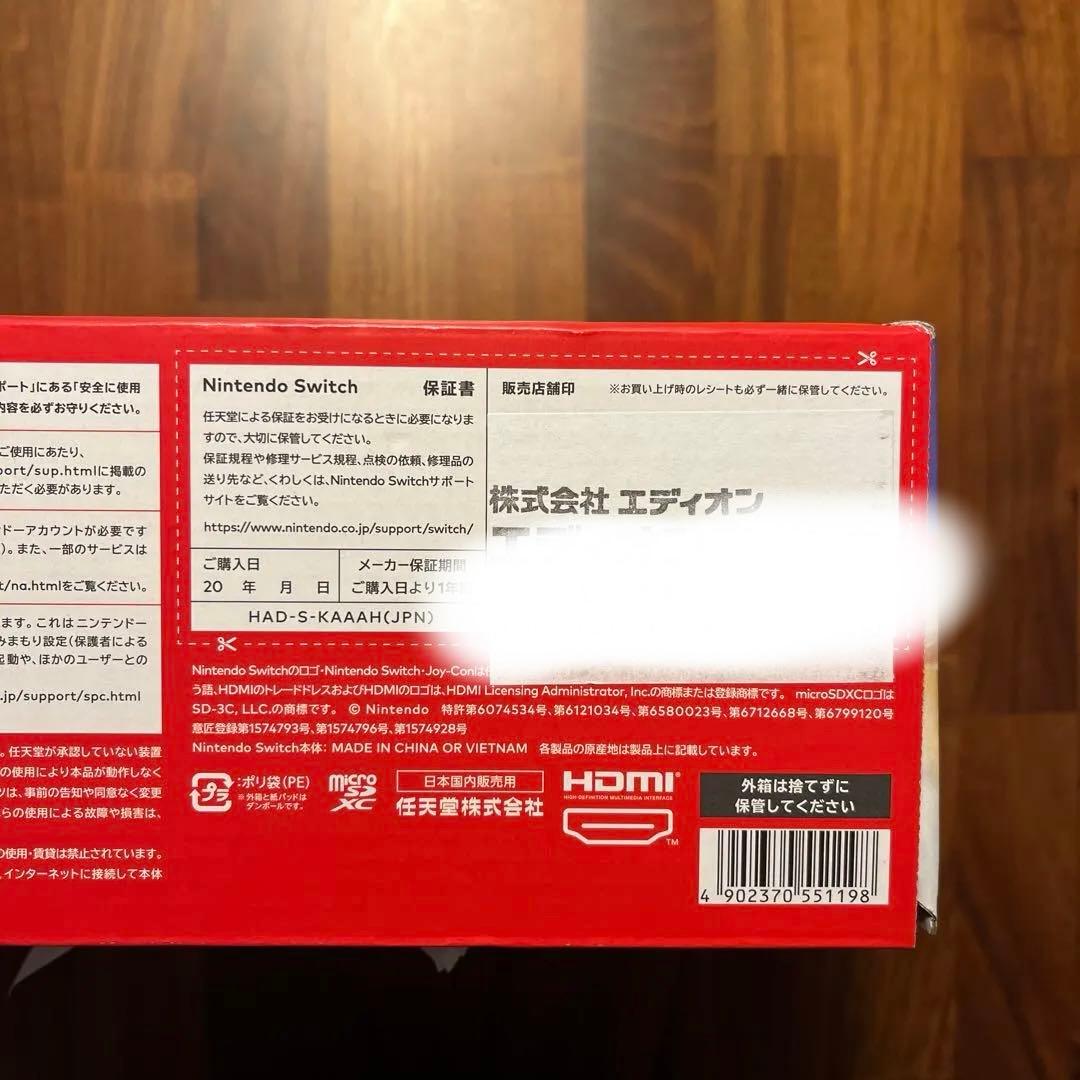 ポート」にある「安全に使用
内容を必ずお守りください。
ご使用にあたり、
port/sup.htmlに掲載の
ただく必要があります。
ドーアカウントが必要です
)。また、一部のサービスは
t/na.htmlをご覧ください。
ます。これは ニンテンドー
みまもり設定(保護者による
起動や、ほかのユーザーとの
.jp/support/spc.html
。任天堂が承認していない装置
の使用により本品が動作しなく
ツは、事前の告知や同意なく変更
らの使用による故障や損害は、
の使用・賃貸は禁止されています。
インターネットに接続して本体
Nintendo Switch 保証書
任天堂による保証をお受けになるときに必要になりま
すので、大切に保管してください。
保証規程や修理サービス規程、点検の依頼、修理品の
送り先など、くわしくは、Nintendo Switchサポート
サイトをご覧ください。
https://www.nintendo.co.jp/support/switch/
ご購入日
20 年 月 日
メーカー保証期間
ご購入日より1年
HAD-S-KAAAH(JPN)
販売店舗印 ※お買い上げ時のレシートも必ず一緒に保管してください。
株式会社 エディオン
Nintendo Switchのロゴ・Nintendo Switch・Joy-Conは
う語、HDMIのトレードドレスおよびHDMIのロゴは、HDMI Licensing Administrator, Inc.の商標または登録商標です。 microSDXCロゴは
SD-3C, LLC.の商標です。 © Nintendo 特許第6074534号、第6121034号、第6580023号、第6712668号、第6799120号
意匠登録第1574793号、第1574796号、第1574928号
Nintendo Switch本体: MADE IN CHINA OR VIETNAM 各製品の原産地は製品上に記載しています。
プラ
:ポリ袋(PE)
※外箱と紙パッドは
ダンボールです。
micro
SD
XC
日本国内販売用
任天堂株式会社
HDMI®
HIGH-DEFINITION MULTIMEDIA INTERFACE
TM
外箱は捨てずに
保管してください
4 902370 551198